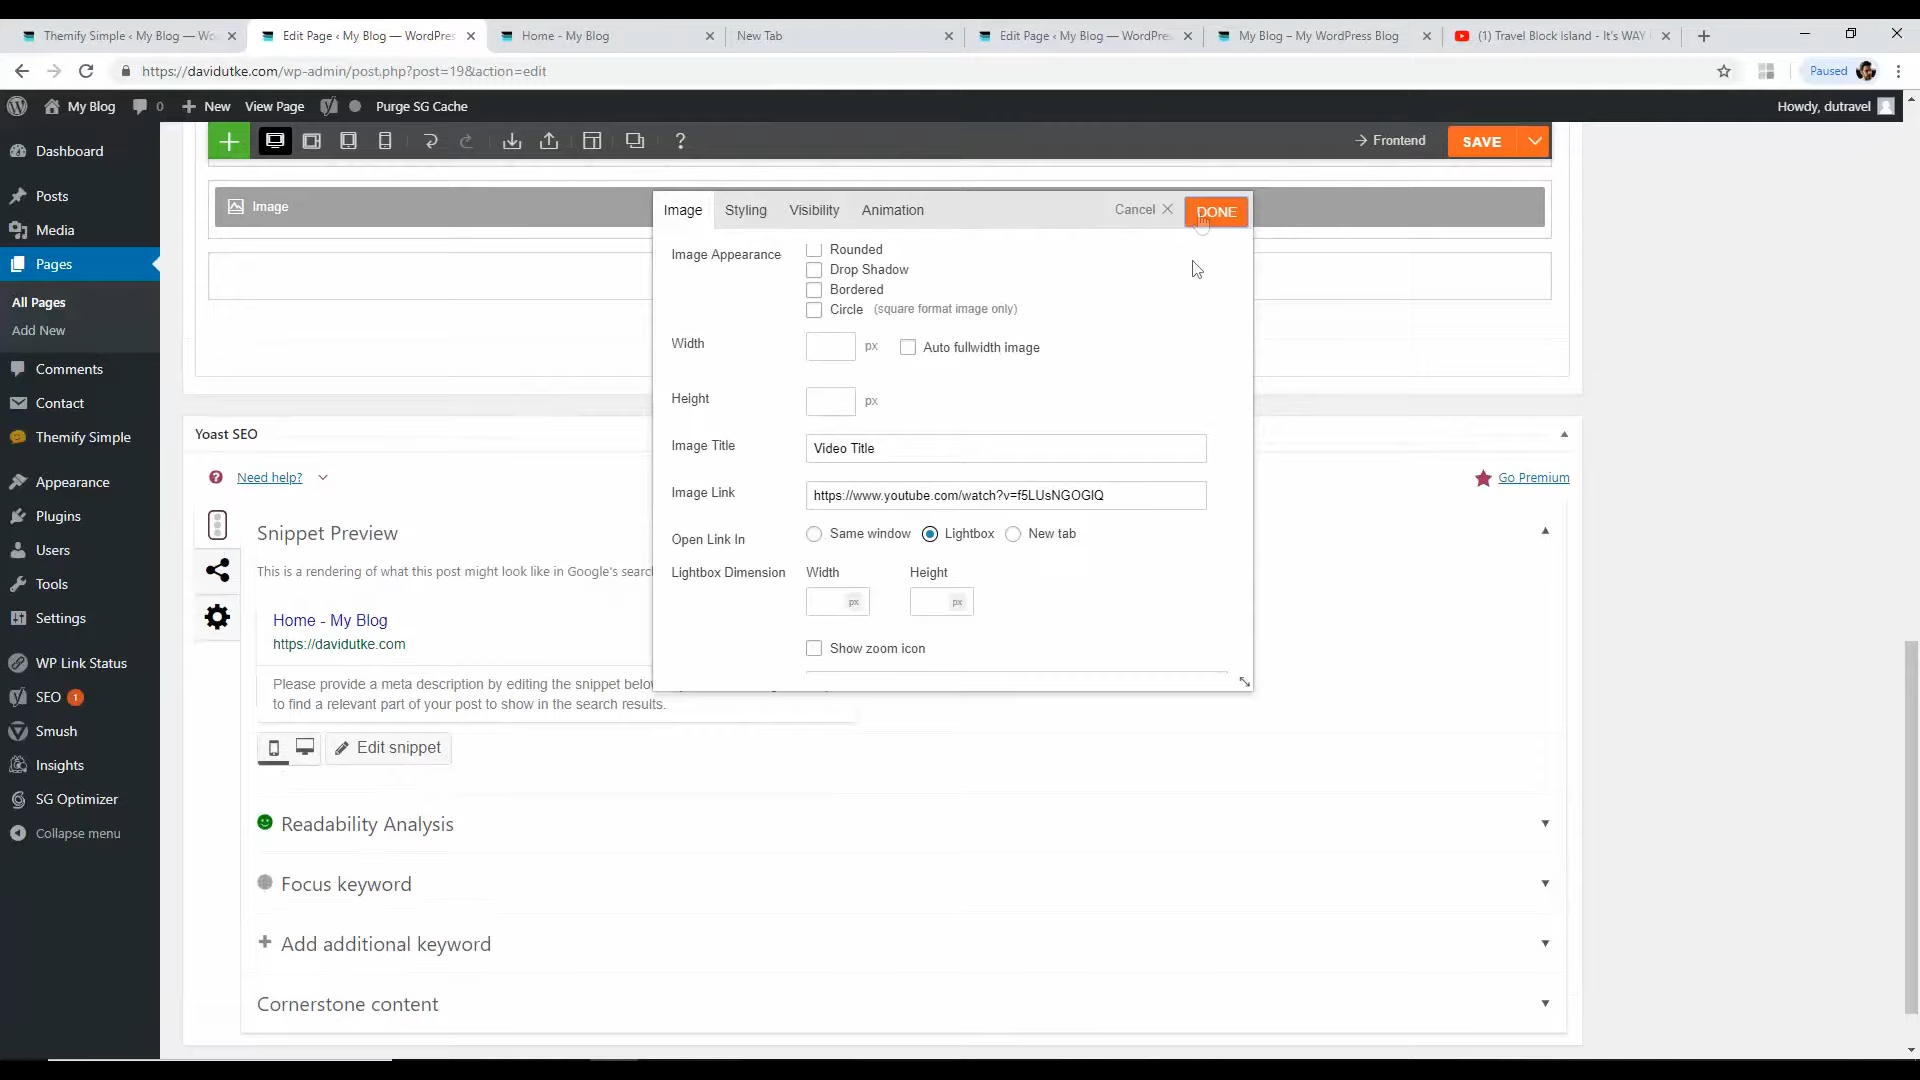 Themify Simple ‹ My Blog — Wo
Edit Page ‹ My Blog — WordPress
Home - My Blog
New Tab
Edit Page ‹ My Blog — WordPres
My Blog – My WordPress Blog
(1) Travel Block Island - It's WAY
https://davidutke.com/wp-admin/post.php?post=19&action=edit
Paused
My Blog
0
New
View Page
Purge SG Cache
Howdy, dutravel
Dashboard
Posts
Media
Pages
All Pages
Add New
Comments
Contact
Themify Simple
Appearance
Plugins
Users
Tools
Settings
WP Link Status
SEO 1
Smush
Insights
SG Optimizer
Collapse menu
?
Frontend
SAVE
Image
Image
Styling
Visibility
Animation
Cancel
DONE
Image Appearance
Rounded
Drop Shadow
Bordered
Circle (square format image only)
Width
px
Auto fullwidth image
Height
px
Image Title
Video Title
Image Link
Open Link In
Same window
Lightbox
New tab
Lightbox Dimension
Width
Height
px
px
Show zoom icon
Yoast SEO
Need help?
Go Premium
Snippet Preview
This is a rendering of what this post might look like in Google's searc
Home - My Blog
https://davidutke.com
Please provide a meta description by editing the snippet below
to find a relevant part of your post to show in the search results.
Edit snippet
Readability Analysis
Focus keyword
Add additional keyword
Cornerstone content